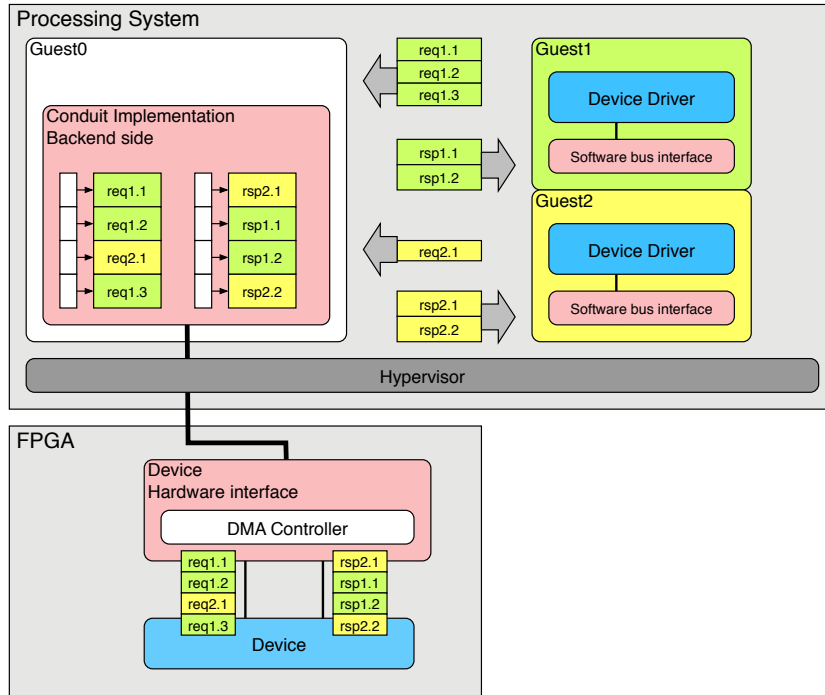 Processing System
Guest0
Conduit Implementation
Backend side
req1.1
req1.2
req2.1
req1.3
rsp2.1
rsp1.1
rsp1.2
rsp2.2
req1.1
req1.2
req1.3
rsp1.1
rsp1.2
req2.1
rsp2.1
rsp2.2
Guest1
Device Driver
Software bus interface
Guest2
Device Driver
Software bus interface
Hypervisor
FPGA
Device
Hardware interface
DMA Controller
req1.1
req1.2
req2.1
req1.3
rsp2.1
rsp1.1
rsp1.2
rsp2.2
Device